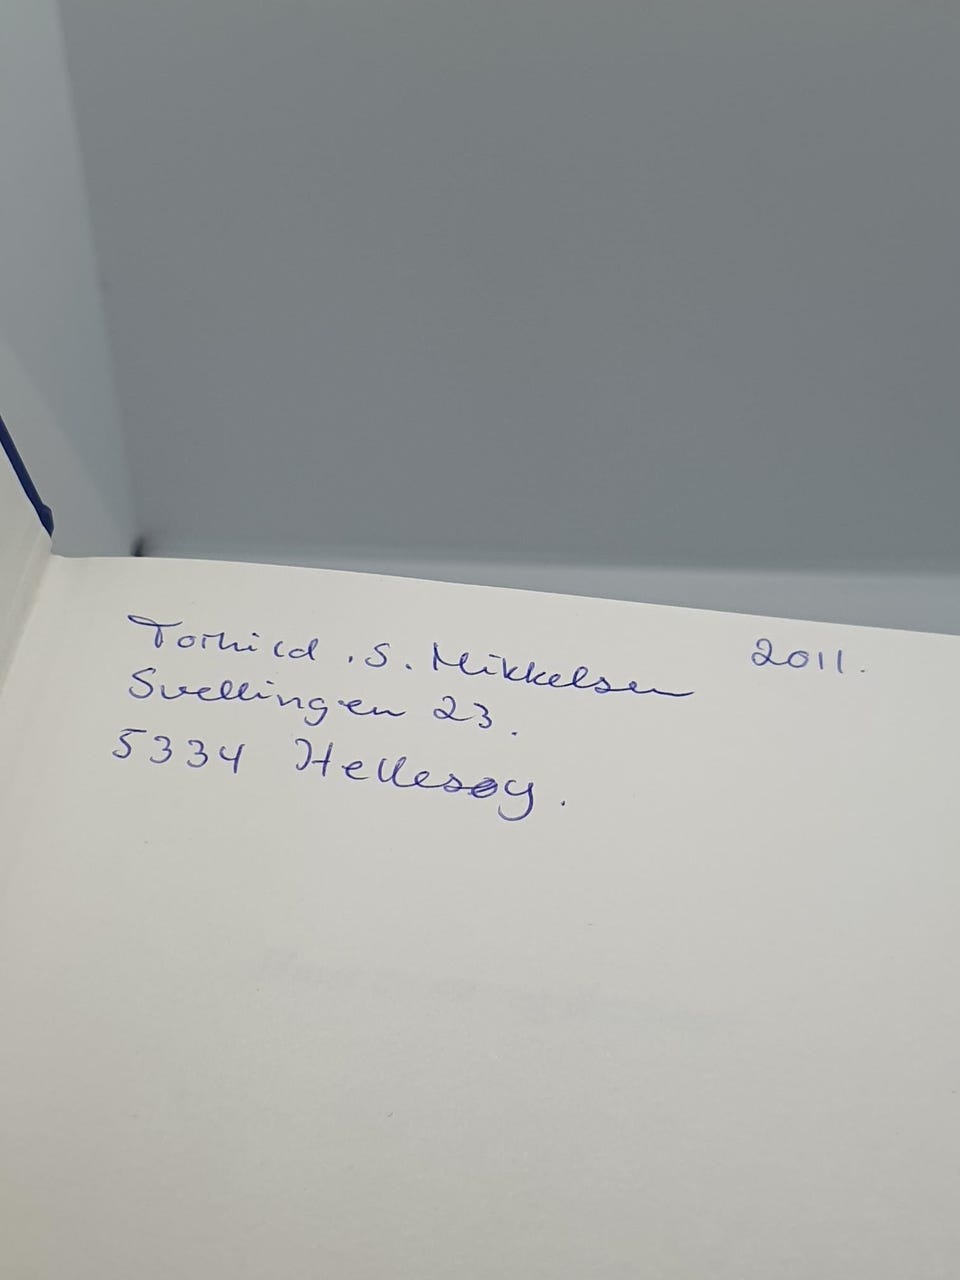 Torhild .S. Mikkelsen 2011.
Svellingen 23.
5334 Hellesøy.